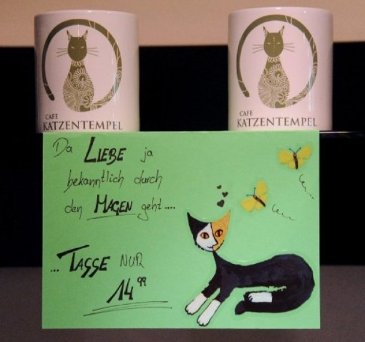 CAFE
KATZENTEMPEL
CAFE
KATZENTEMPEL
Da LIEBE ja
bekanntlich durch
den MAGEN geht....
...TASSE NUR
14 99